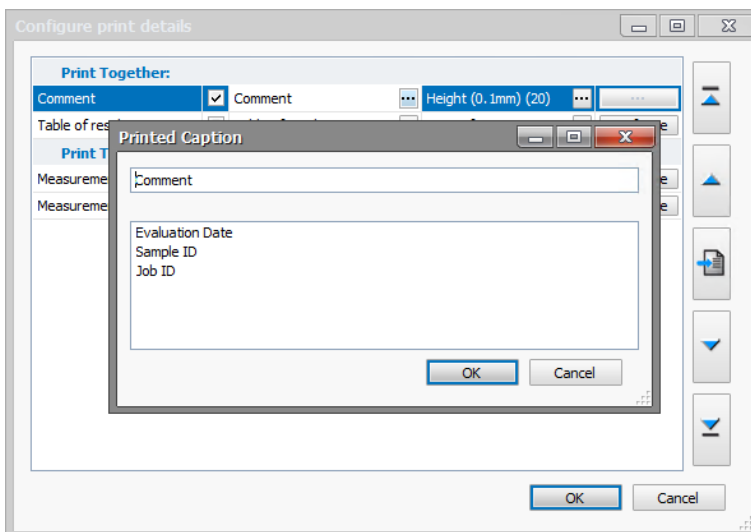 Configure print details
Print Together:
Comment Comment ... Height (0.1mm) (20) ... ...
Table of res
Printed Caption
Print T
Comment
Measureme
Measureme
Evaluation Date
Sample ID
Job ID
OK Cancel
OK Cancel